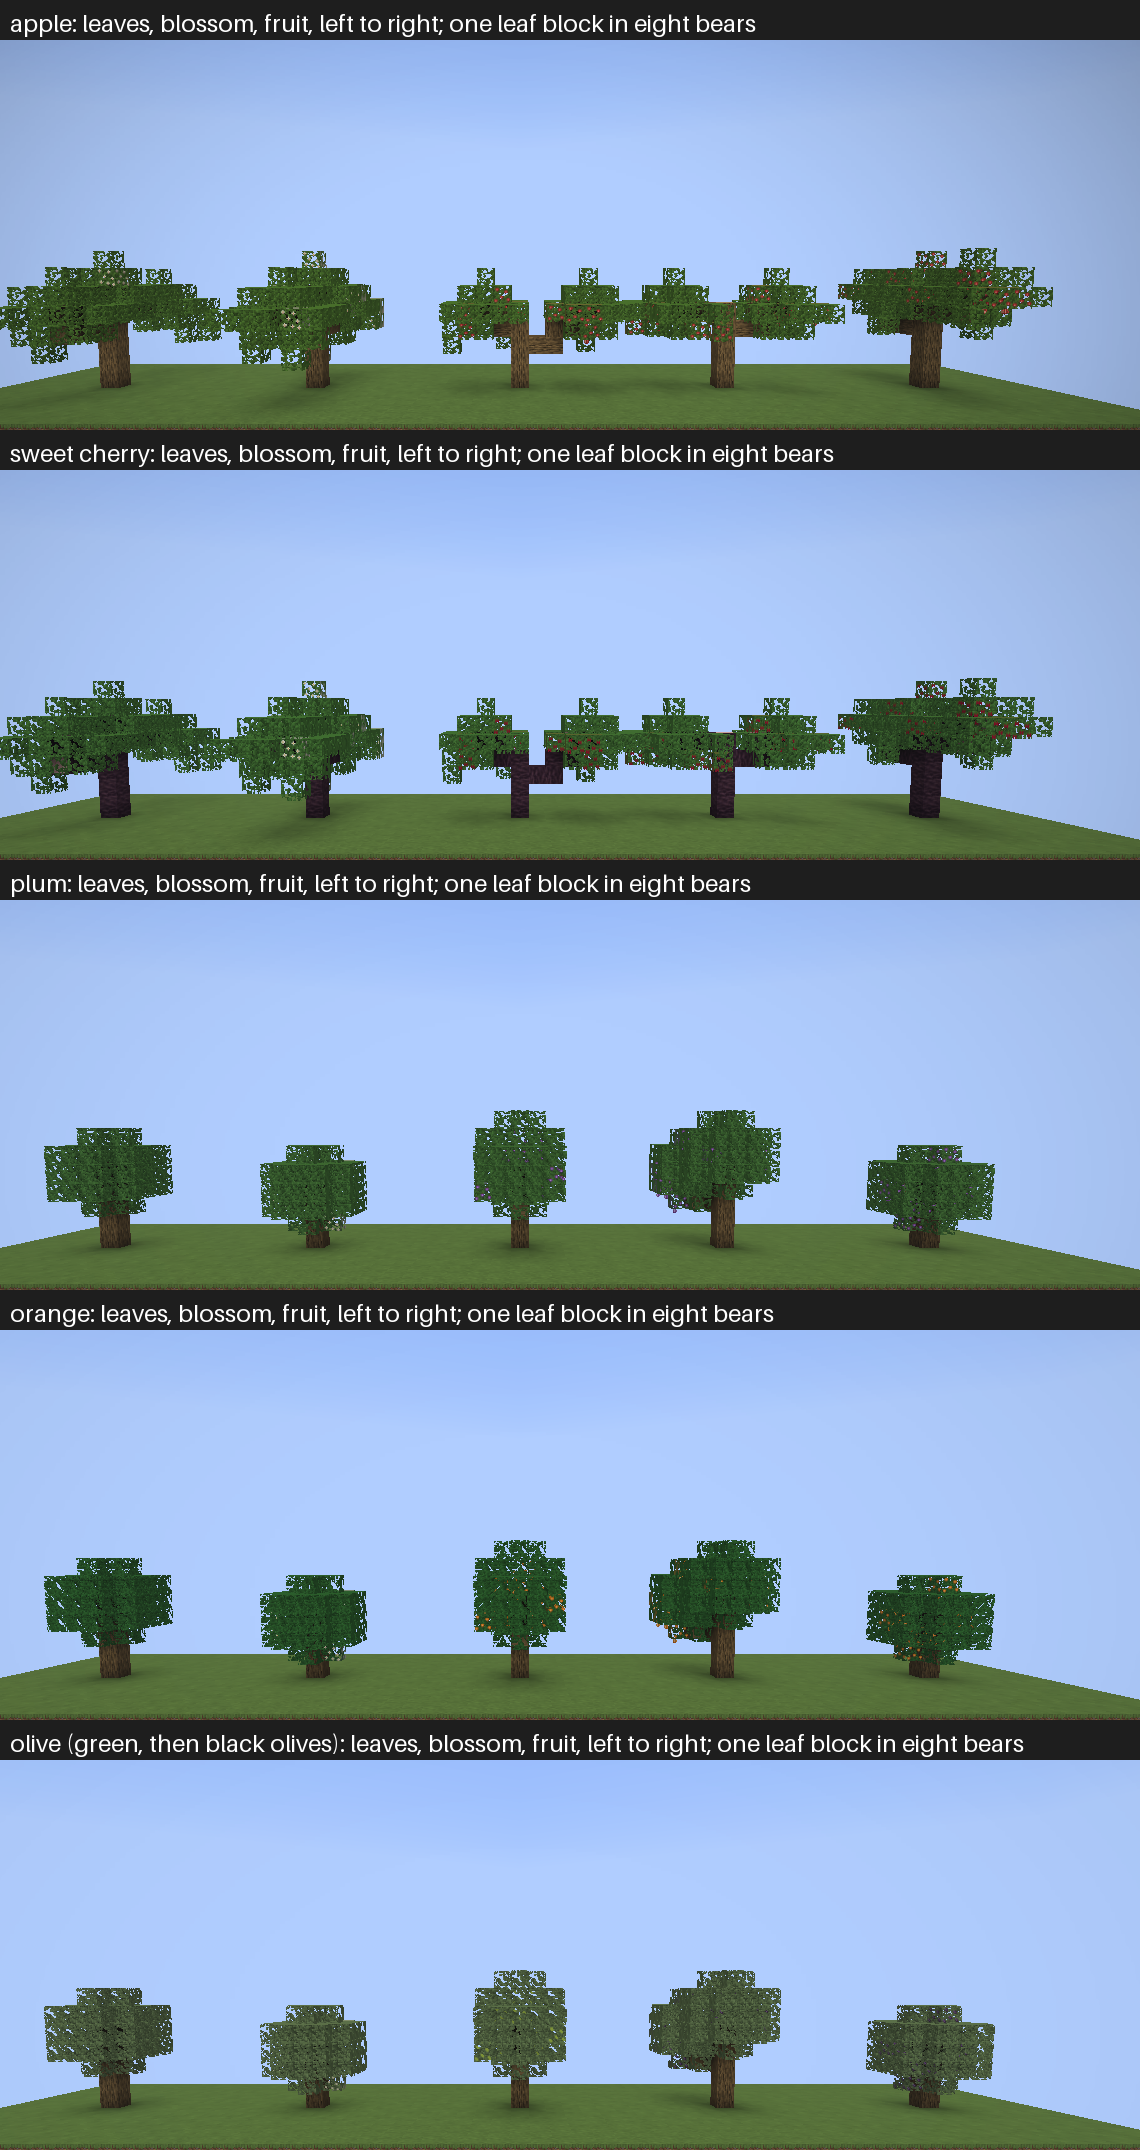 apple: leaves, blossom, fruit, left to right; one leaf block in eight bears
sweet cherry: leaves, blossom, fruit, left to right; one leaf block in eight bears
plum: leaves, blossom, fruit, left to right; one leaf block in eight bears
orange: leaves, blossom, fruit, left to right; one leaf block in eight bears
olive (green, then black olives): leaves, blossom, fruit, left to right; one leaf block in eight bears